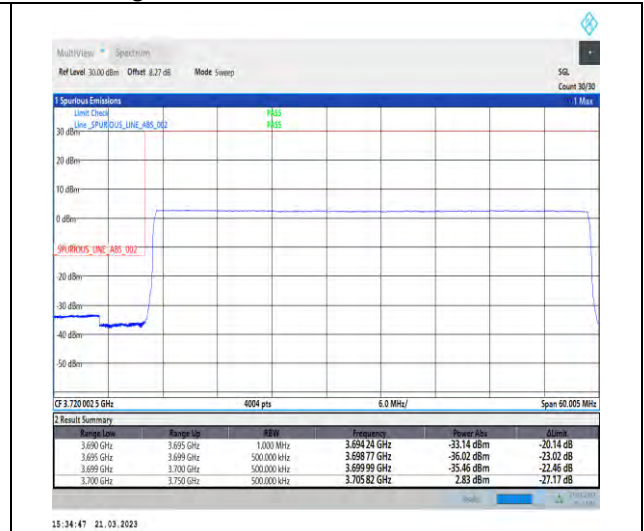 MultiView Spectrum
Ref Level 30.00 dBm Offset 8.27 dB Mode Sweep SGL
Count 30/30
1 Spurious Emissions 1 Max
Limit Check PASS
Line _SPURIOUS_LINE_ABS_002 PASS
30 dBm
20 dBm
10 dBm
0 dBm
_SPURIOUS_LINE_ABS_002
-20 dBm
-30 dBm
-40 dBm
-50 dBm
CF 3.720 002 5 GHz 4004 pts 6.0 MHz/ Span 60.005 MHz
2 Result Summary
Range Low Range Up RBW Frequency Power Abs ΔLimit
3.690 GHz 3.695 GHz 1.000 MHz 3.694 24 GHz -33.14 dBm -20.14 dB
3.695 GHz 3.699 GHz 500.000 kHz 3.698 77 GHz -36.02 dBm -23.02 dB
3.699 GHz 3.700 GHz 500.000 kHz 3.699 99 GHz -35.46 dBm -22.46 dB
3.700 GHz 3.750 GHz 500.000 kHz 3.705 82 GHz 2.83 dBm -27.17 dB
15:34:47 21.03.2023